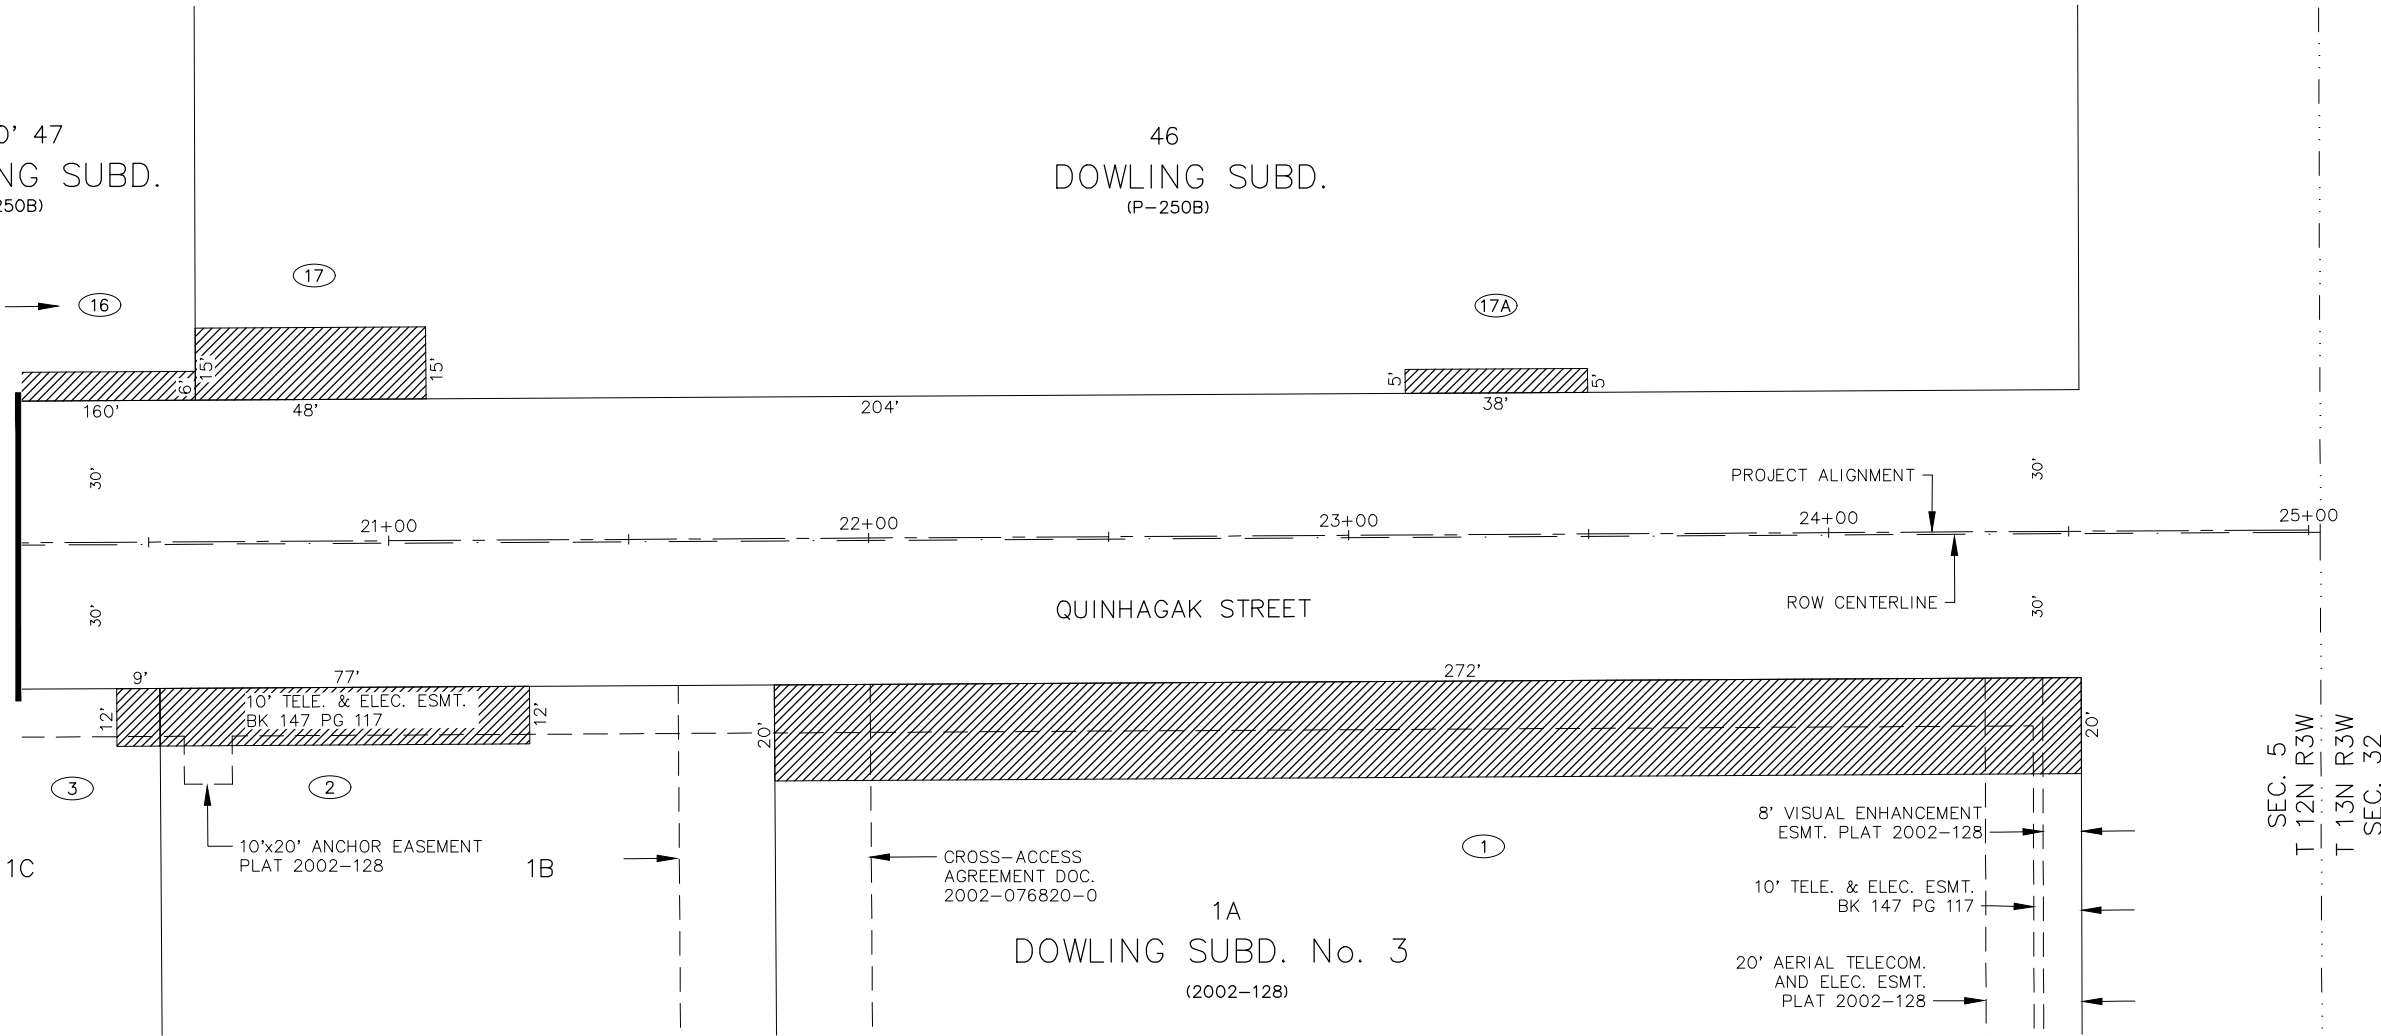 0' 47
NG SUBD.
250B)
46
DOWLING SUBD.
(P-250B)
17
16
17A
15'
15'
6'
5'
5'
160'
48'
204'
38'
30'
30'
PROJECT ALIGNMENT
21+00
22+00
23+00
24+00
25+00
QUINHAGAK STREET
ROW CENTERLINE
30'
30'
9'
77'
272'
10' TELE. & ELEC. ESMT.
BK 147 PG 117
12'
12'
20'
20'
3
2
10'x20' ANCHOR EASEMENT
PLAT 2002-128
1C
1B
CROSS-ACCESS
AGREEMENT DOC.
2002-076820-0
1
1A
DOWLING SUBD. No. 3
(2002-128)
8' VISUAL ENHANCEMENT
ESMT. PLAT 2002-128
10' TELE. & ELEC. ESMT.
BK 147 PG 117
20' AERIAL TELECOM.
AND ELEC. ESMT.
PLAT 2002-128
SEC. 5
T 12N R3W
T 13N R3W
SEC. 32